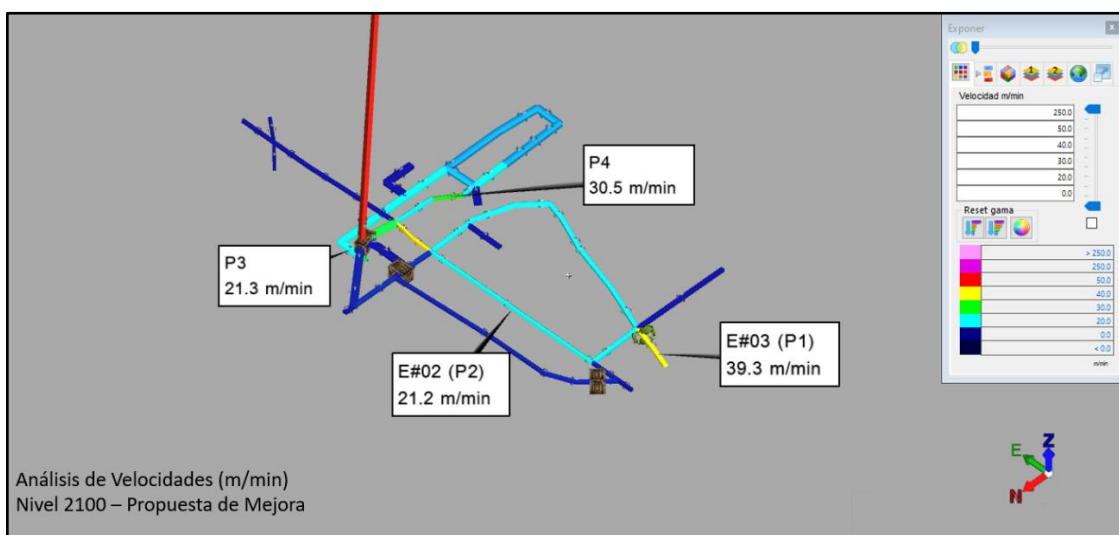 Exponer
Velocidad m/min
250.0
50.0
40.0
30.0
20.0
0.0
Reset gama
> 250.0
250.0
50.0
40.0
30.0
20.0
0.0
< 0.0
m/min
P4
30.5 m/min
P3
21.3 m/min
E#02 (P2)
21.2 m/min
E#03 (P1)
39.3 m/min
Z
E
N
Análisis de Velocidades (m/min)
Nivel 2100 – Propuesta de Mejora